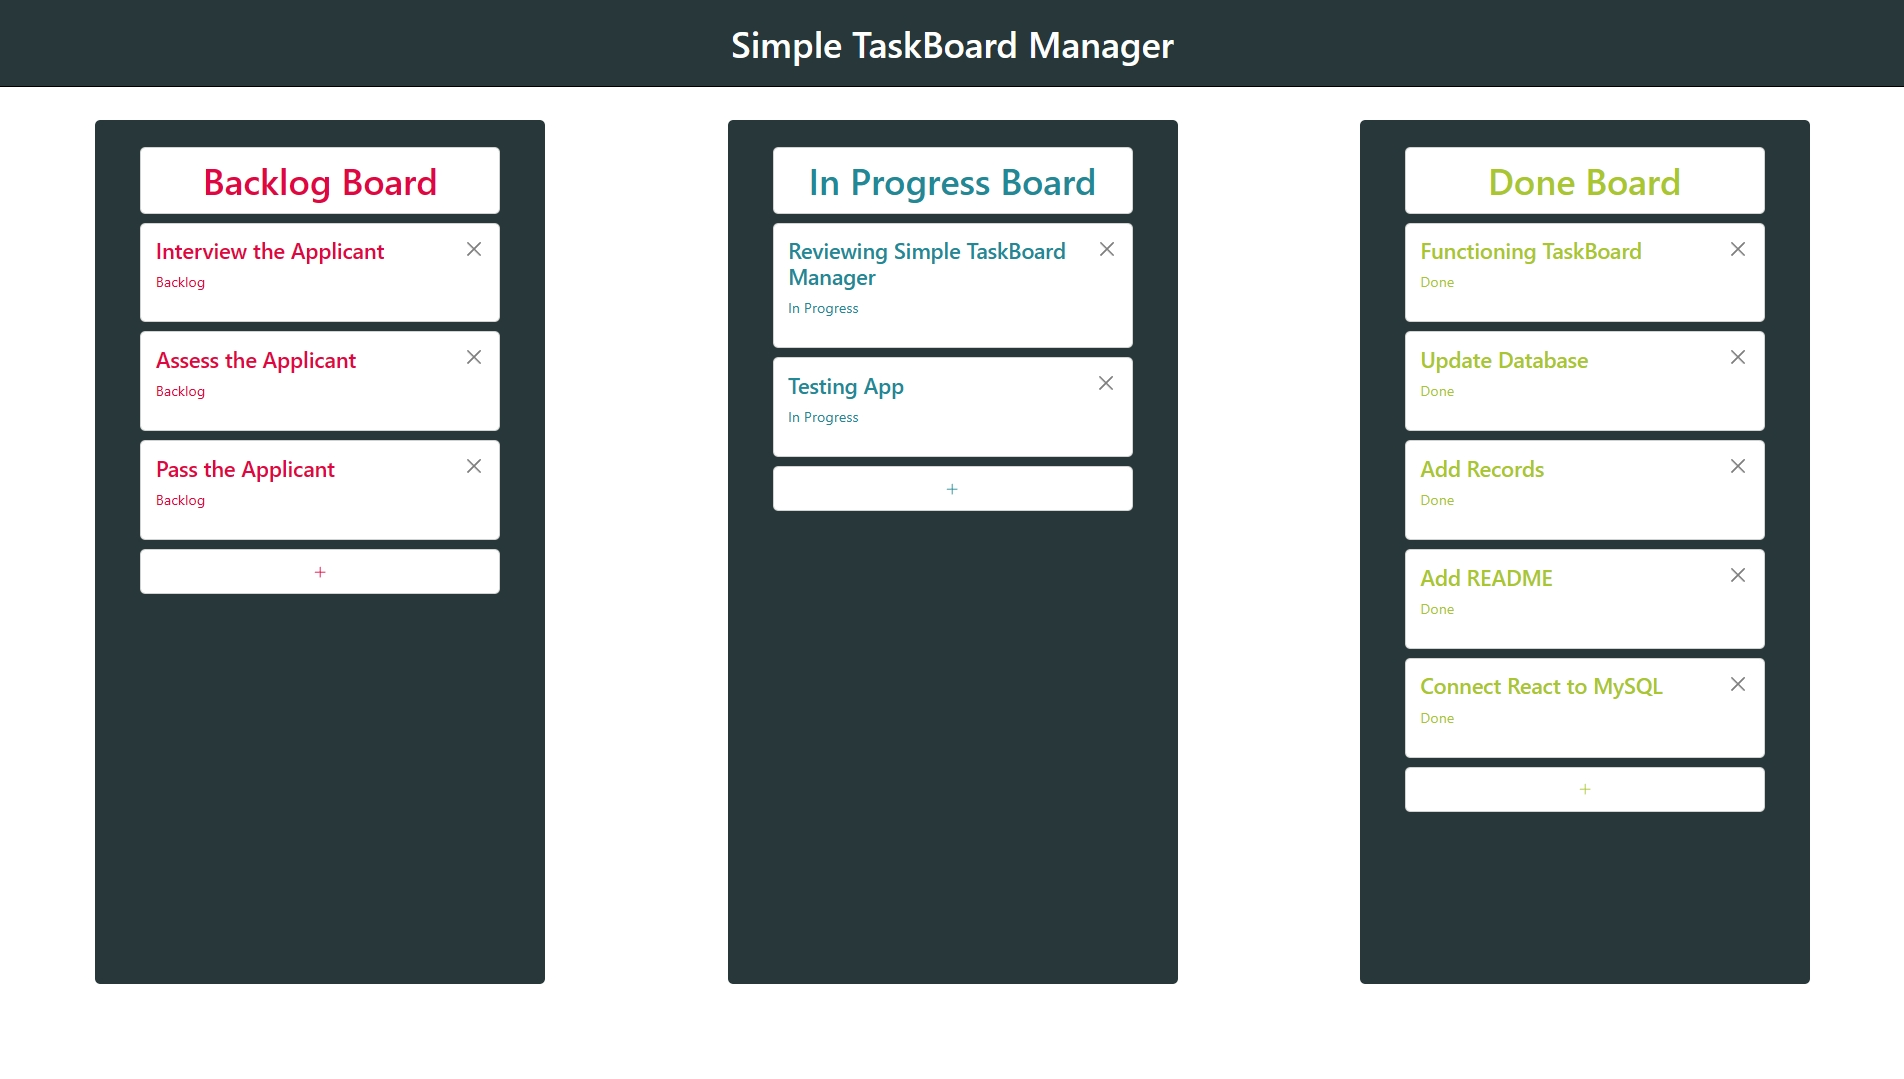 Simple TaskBoard Manager
Backlog Board
Interview the Applicant
Backlog
Assess the Applicant
Backlog
Pass the Applicant
Backlog
+
In Progress Board
Reviewing Simple TaskBoard
Manager
In Progress
Testing App
In Progress
+
Done Board
Functioning TaskBoard
Done
Update Database
Done
Add Records
Done
Add README
Done
Connect React to MySQL
Done
+